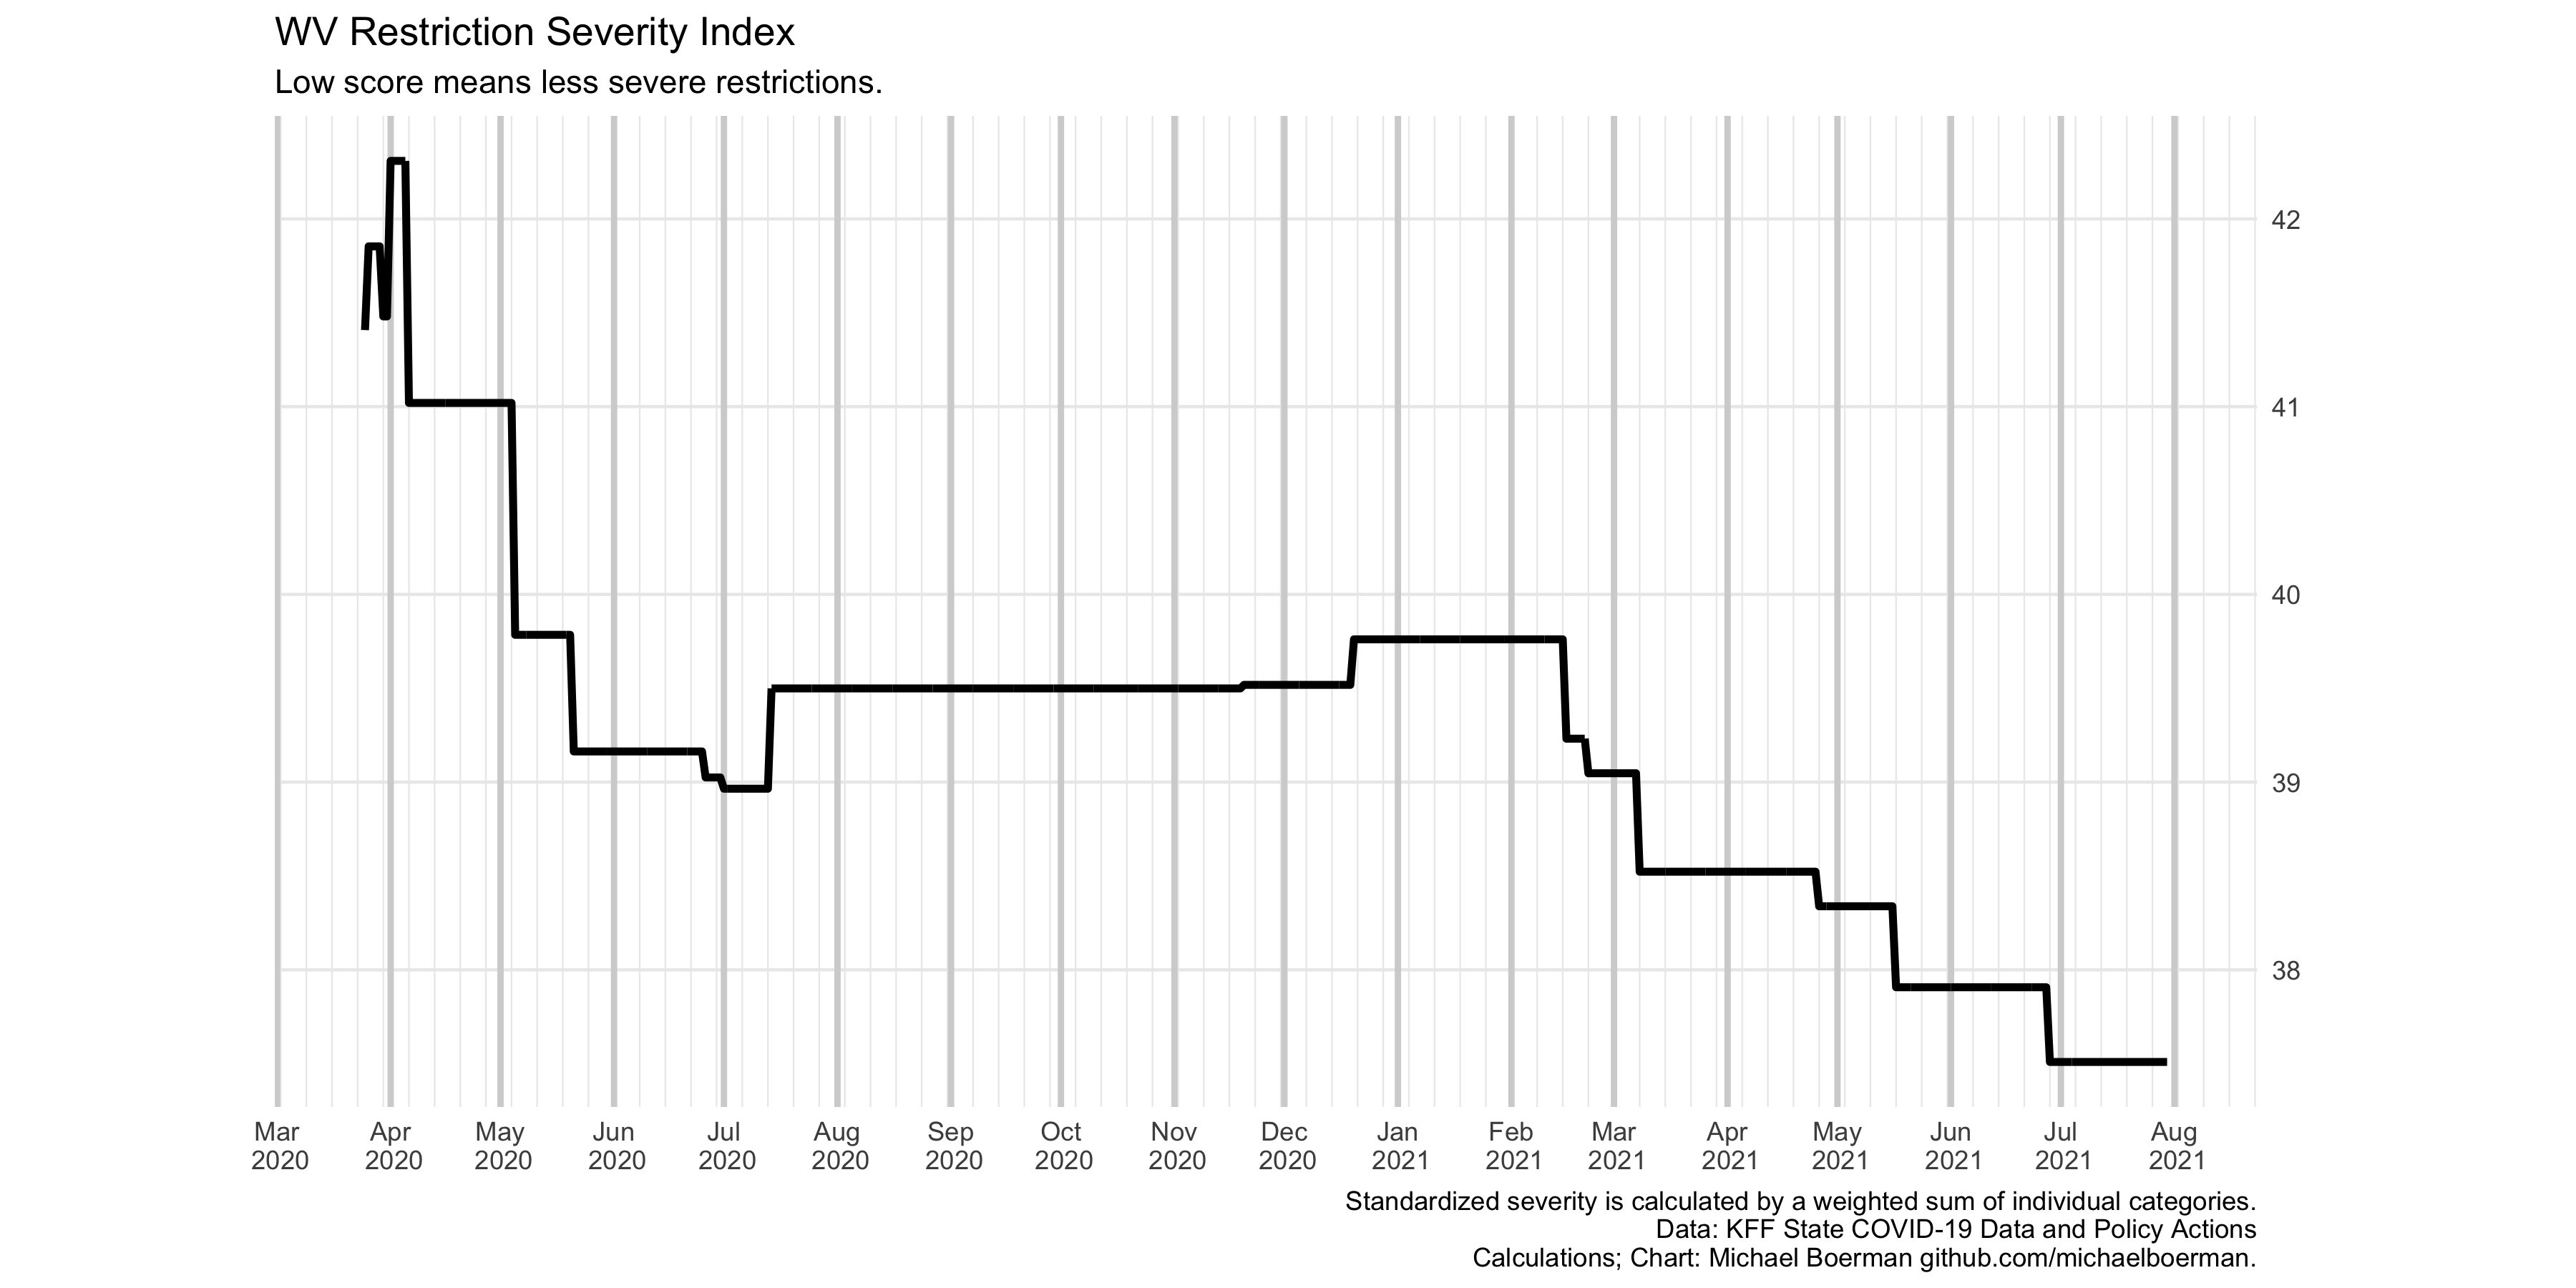 WV Restriction Severity Index
Low score means less severe restrictions.
42
41
40
39
38
Mar Apr May Jun Jul Aug Sep Oct Nov Dec Jan Feb Mar Apr May Jun Jul Aug
2020 2020 2020 2020 2020 2020 2020 2020 2020 2020 2021 2021 2021 2021 2021 2021 2021 2021
Standardized severity is calculated by a weighted sum of individual categories.
Data: KFF State COVID-19 Data and Policy Actions
Calculations; Chart: Michael Boerman github.com/michaelboerman.